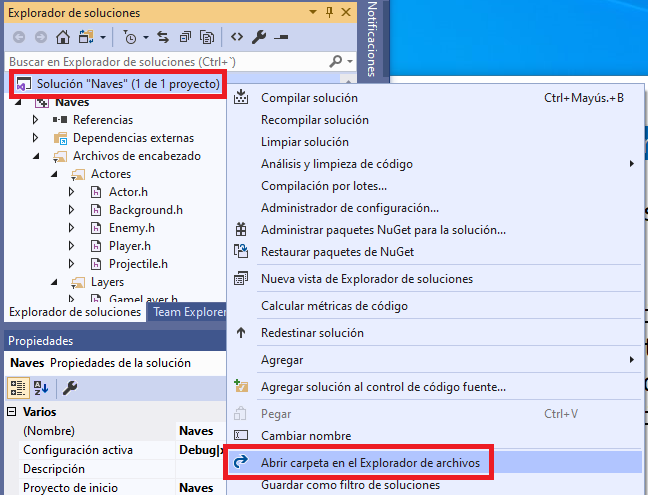 Explorador de soluciones
Buscar en Explorador de soluciones (Ctrl+`)
Solución "Naves" (1 de 1 proyecto)
Naves
Referencias
Dependencias externas
Archivos de encabezado
Actores
Actor.h
Background.h
Enemy.h
Player.h
Projectile.h
Layers
GameLayer.h
Explorador de soluciones
Team Explorer
Propiedades
Naves Propiedades de la solución
Varios
(Nombre) Naves
Configuración activa Debug|x
Descripción
Proyecto de inicio Naves
Notificaciones
Compilar solución Ctrl+Mayús.+B
Recompilar solución
Limpiar solución
Análisis y limpieza de código
Compilación por lotes...
Administrador de configuración...
Administrar paquetes NuGet para la solución...
Restaurar paquetes de NuGet
Nueva vista de Explorador de soluciones
Calcular métricas de código
Redestinar solución
Agregar
Agregar solución al control de código fuente...
Pegar Ctrl+V
Cambiar nombre
Abrir carpeta en el Explorador de archivos
Guardar como filtro de soluciones